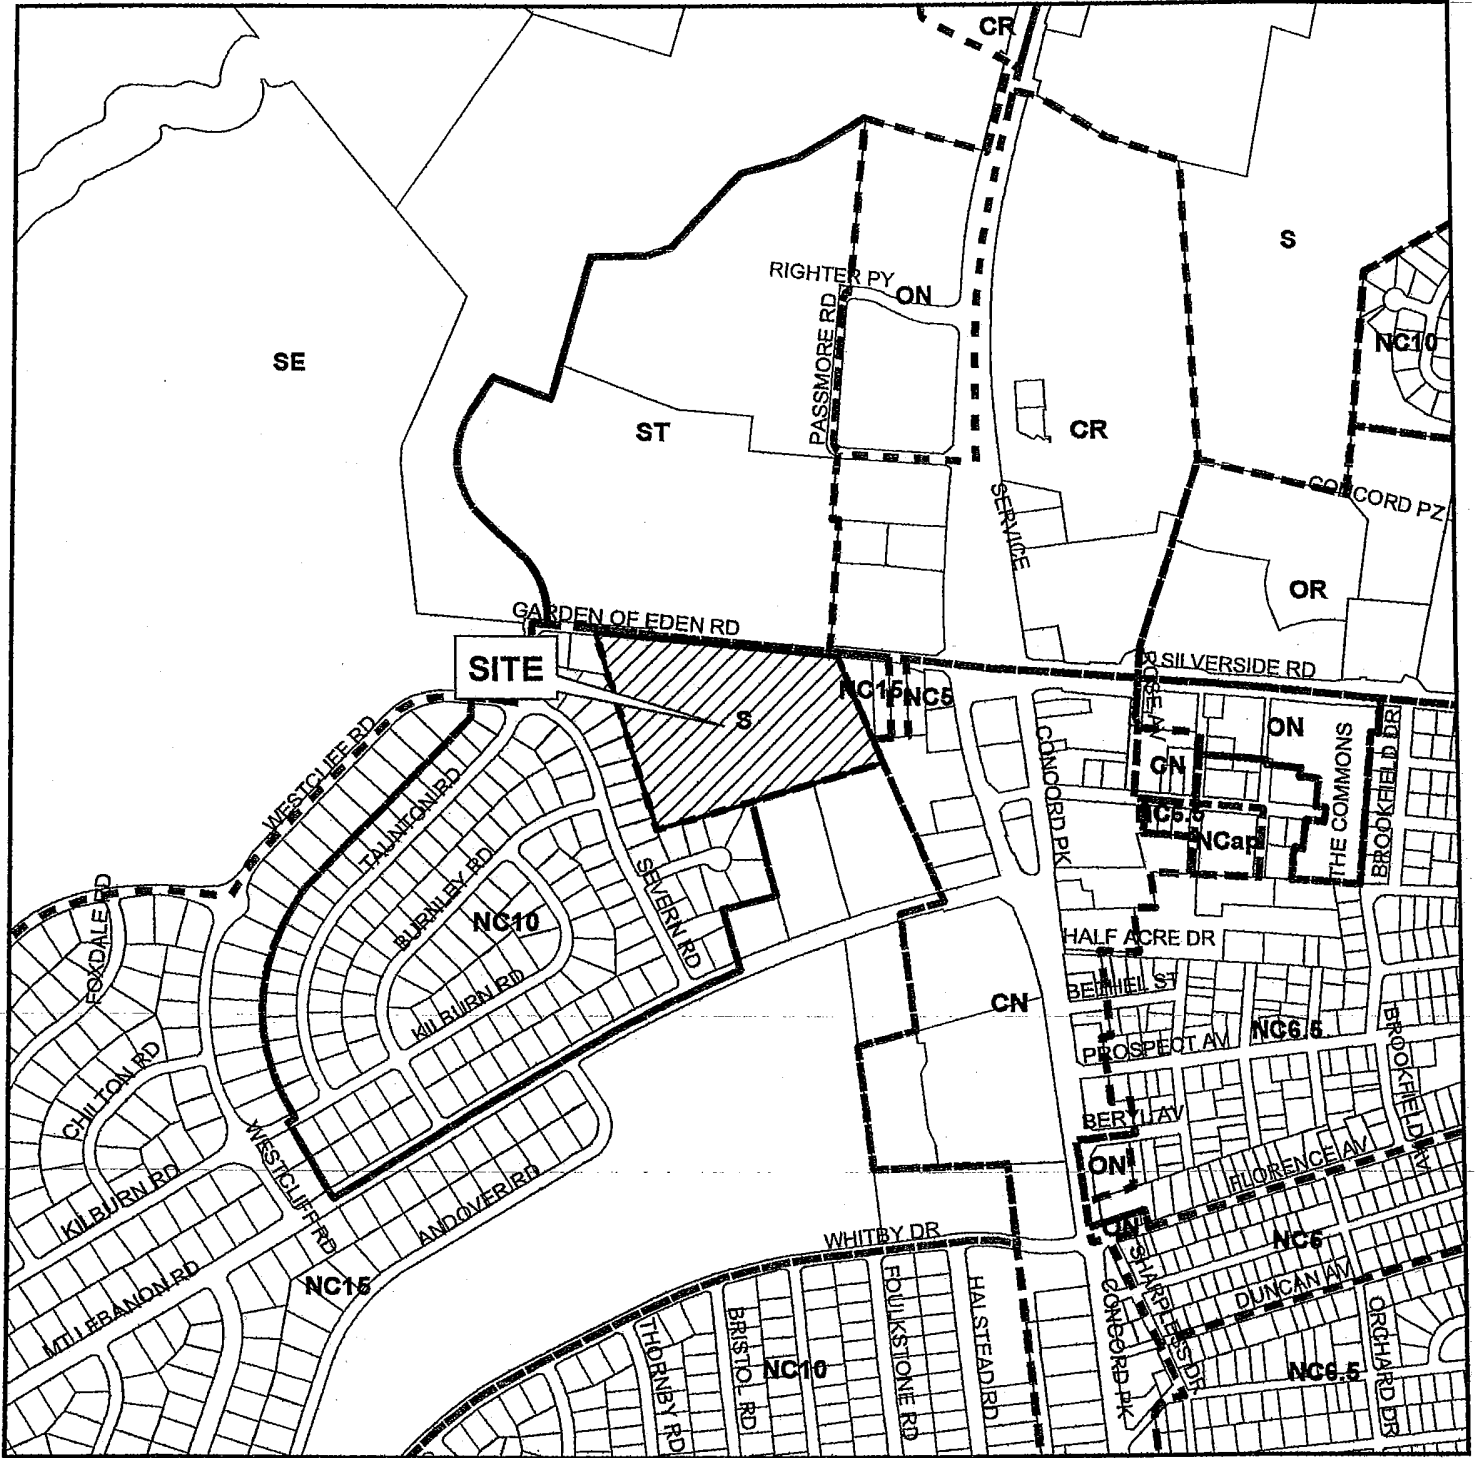 CR
S
RIGHTER PY
ON
NC10
SE
PASSMORE RD
ST
CR
CONCORD PZ
SERVICE
OR
GARDEN OF EDEN RD
SITE
SILVERSIDE RD
NC15
NC5
S
ON
WESTCLIFF RD
CONCORD PK
THE COMMONS
BROOKFIELD DR
TAUNTON RD
CN
NC6.5
NCap
BURNLEY RD
SEVERN RD
FOXDALE RD
NC10
HALF ACRE DR
KILBURN RD
BETHEL ST
CN
NC6.5
PROSPECT AV
BROOKFIELD AV
CHILTON RD
BERYL AV
WESTCLIFF RD
ON
FLORENCE AV
KILBURN RD
ANDOVER RD
ON
WHITBY DR
NC5
MT LEBANON RD
NC15
SHARPLESS DR
DUNCAN AV
FOULKSTONE RD
HALSTEAD RD
CONCORD PK
ORCHARD DR
THORNBY RD
BRISTOL RD
NC10
NC6.5